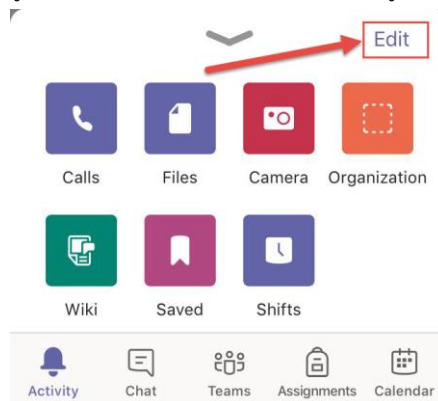 Edit
Calls Files Camera Organization
Wiki Saved Shifts
Activity Chat Teams Assignments Calendar